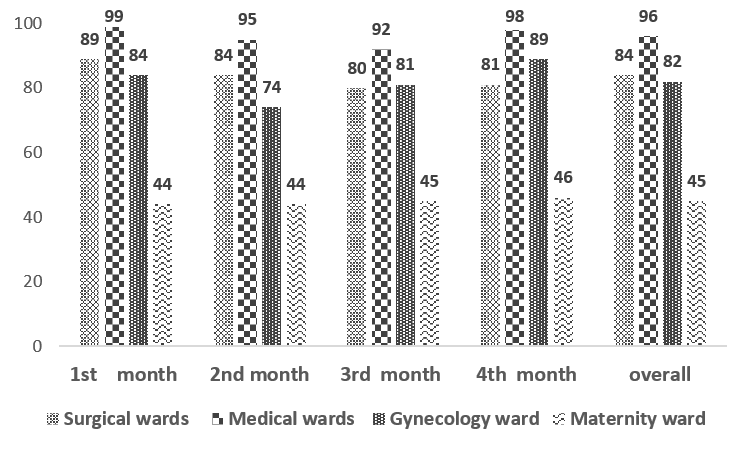 100
80
60
40
20
0
89 99 84 44
84 95 74 44
80 92 81 45
81 98 89 46
84 96 82 45
1st month 2nd month 3rd month 4th month overall
Surgical wards Medical wards Gynecology ward Maternity ward